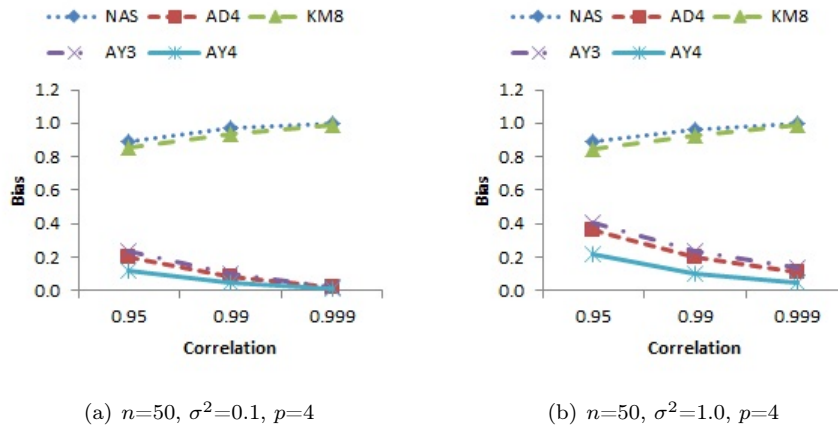 NAS AD4 KM8
AY3 AY4
1.2
1.0
0.8
0.6
0.4
0.2
0.0
Bias
0.95 0.99 0.999
Correlation
(a) n=50, σ²=0.1, p=4
NAS AD4 KM8
AY3 AY4
1.2
1.0
0.8
0.6
0.4
0.2
0.0
Bias
0.95 0.99 0.999
Correlation
(b) n=50, σ²=1.0, p=4